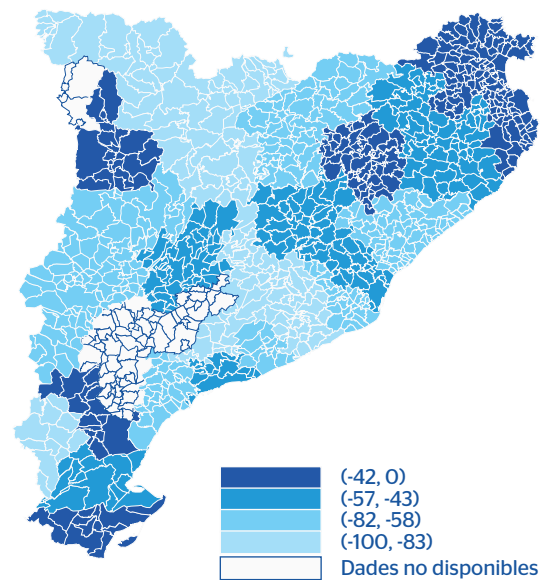 (-42, 0)
(-57, -43)
(-82, -58)
(-100, -83)
Dades no disponibles